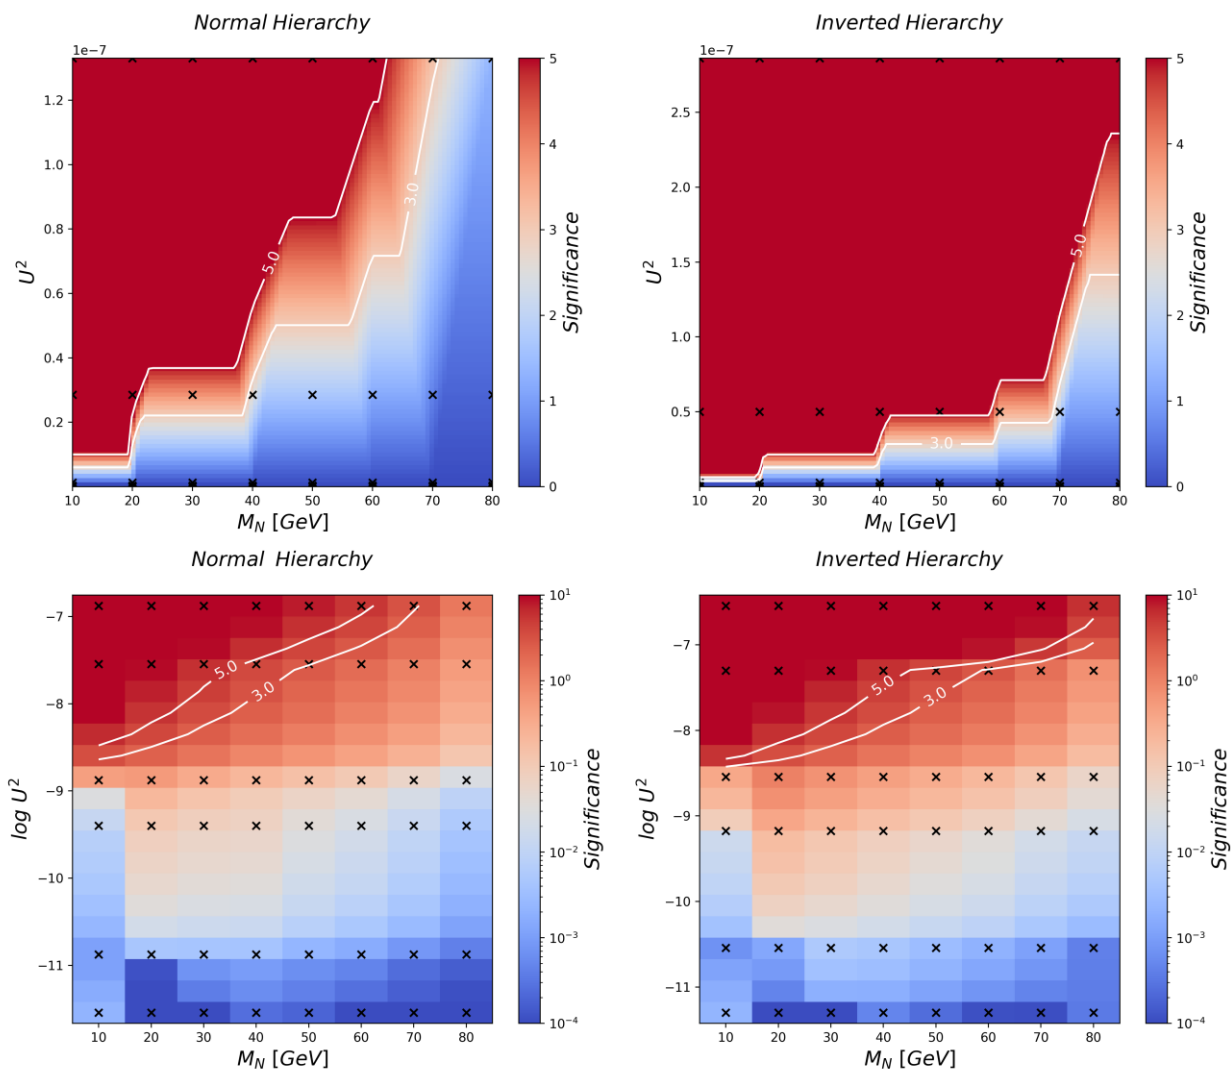 Normal Hierarchy
1e−7
1.2
1.0
0.8
0.6
0.4
0.2
U²
10 20 30 40 50 60 70 80
M_N [GeV]
5.0
3.0
5
4
3
2
1
0
Significance
Inverted Hierarchy
1e−7
2.5
2.0
1.5
1.0
0.5
U²
10 20 30 40 50 60 70 80
M_N [GeV]
5.0
3.0
5
4
3
2
1
0
Significance
Normal Hierarchy
−7
−8
−9
−10
−11
log U²
10 20 30 40 50 60 70 80
M_N [GeV]
5.0
3.0
10¹
10⁰
10⁻¹
10⁻²
10⁻³
10⁻⁴
Significance
Inverted Hierarchy
−7
−8
−9
−10
−11
log U²
10 20 30 40 50 60 70 80
M_N [GeV]
5.0
3.0
10¹
10⁰
10⁻¹
10⁻²
10⁻³
10⁻⁴
Significance